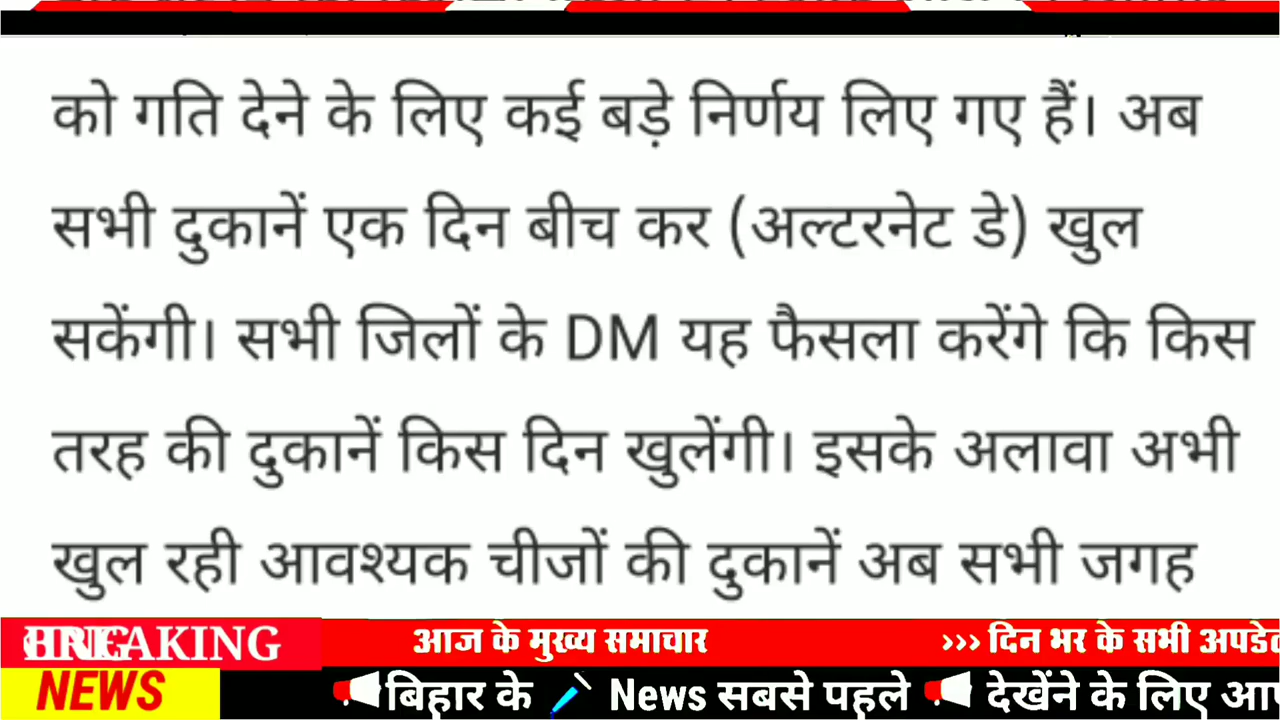 को गति देने के लिए कई बड़े निर्णय लिए गए हैं। अब
सभी दुकानें एक दिन बीच कर (अल्टरनेट डे) खुल
सकेंगी। सभी जिलों के DM यह फैसला करेंगे कि किस
तरह की दुकानें किस दिन खुलेंगी। इसके अलावा अभी
खुल रही आवश्यक चीजों की दुकानें अब सभी जगह
BREAKING आज के मुख्य समाचार ››› दिन भर के सभी अपडेट
NEWS बिहार के News सबसे पहले देखेंने के लिए